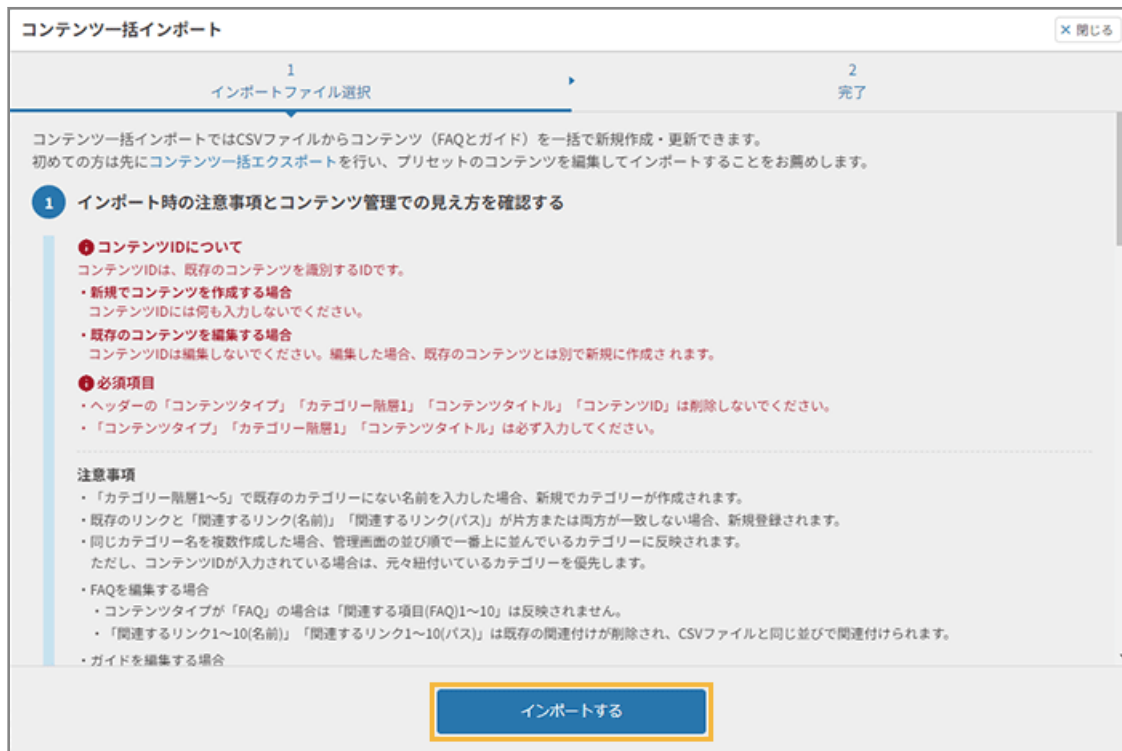 コンテンツ一括インポート
× 閉じる
1
インポートファイル選択
2
完了
コンテンツ一括インポートではCSVファイルからコンテンツ（FAQとガイド）を一括で新規作成・更新できます。
初めての方は先にコンテンツ一括エクスポートを行い、プリセットのコンテンツを編集してインポートすることをお薦めします。
1 インポート時の注意事項とコンテンツ管理での見え方を確認する
コンテンツIDについて
コンテンツIDは、既存のコンテンツを識別するIDです。
・新規でコンテンツを作成する場合
コンテンツIDには何も入力しないでください。
・既存のコンテンツを編集する場合
コンテンツIDは編集しないでください。編集した場合、既存のコンテンツとは別で新規に作成されます。
必須項目
・ヘッダーの「コンテンツタイプ」「カテゴリー階層1」「コンテンツタイトル」「コンテンツID」は削除しないでください。
・「コンテンツタイプ」「カテゴリー階層1」「コンテンツタイトル」は必ず入力してください。
注意事項
・「カテゴリー階層1～5」で既存のカテゴリーにない名前を入力した場合、新規でカテゴリーが作成されます。
・既存のリンクと「関連するリンク(名前)」「関連するリンク(パス)」が片方または両方が一致しない場合、新規登録されます。
・同じカテゴリー名を複数作成した場合、管理画面の並び順で一番上に並んでいるカテゴリーに反映されます。
ただし、コンテンツIDが入力されている場合は、元々紐付いているカテゴリーを優先します。
・FAQを編集する場合
・コンテンツタイプが「FAQ」の場合は「関連する項目(FAQ)1～10」は反映されません。
・「関連するリンク1～10(名前)」「関連するリンク1～10(パス)」は既存の関連付けが削除され、CSVファイルと同じ並びで関連付けられます。
・ガイドを編集する場合
インポートする